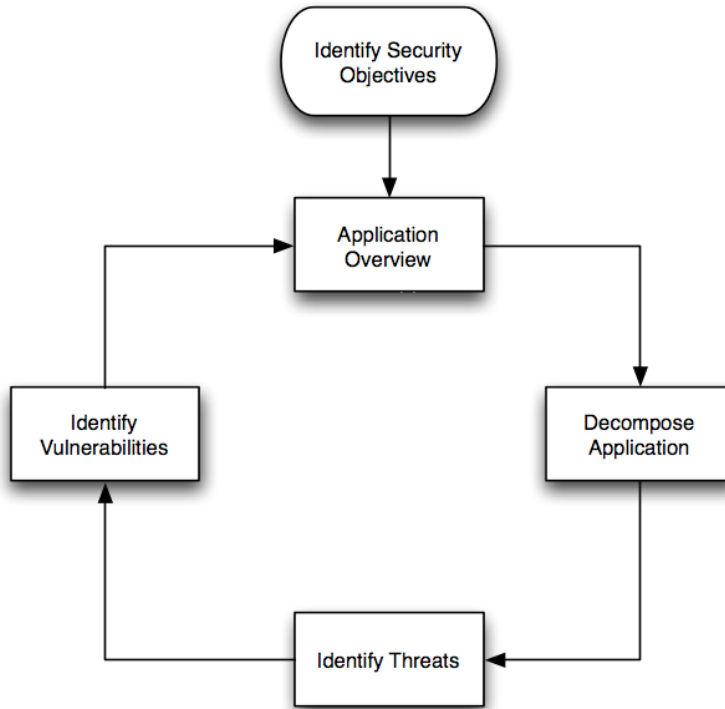 Identify Security
Objectives
Application
Overview
Identify
Vulnerabilities
Decompose
Application
Identify Threats